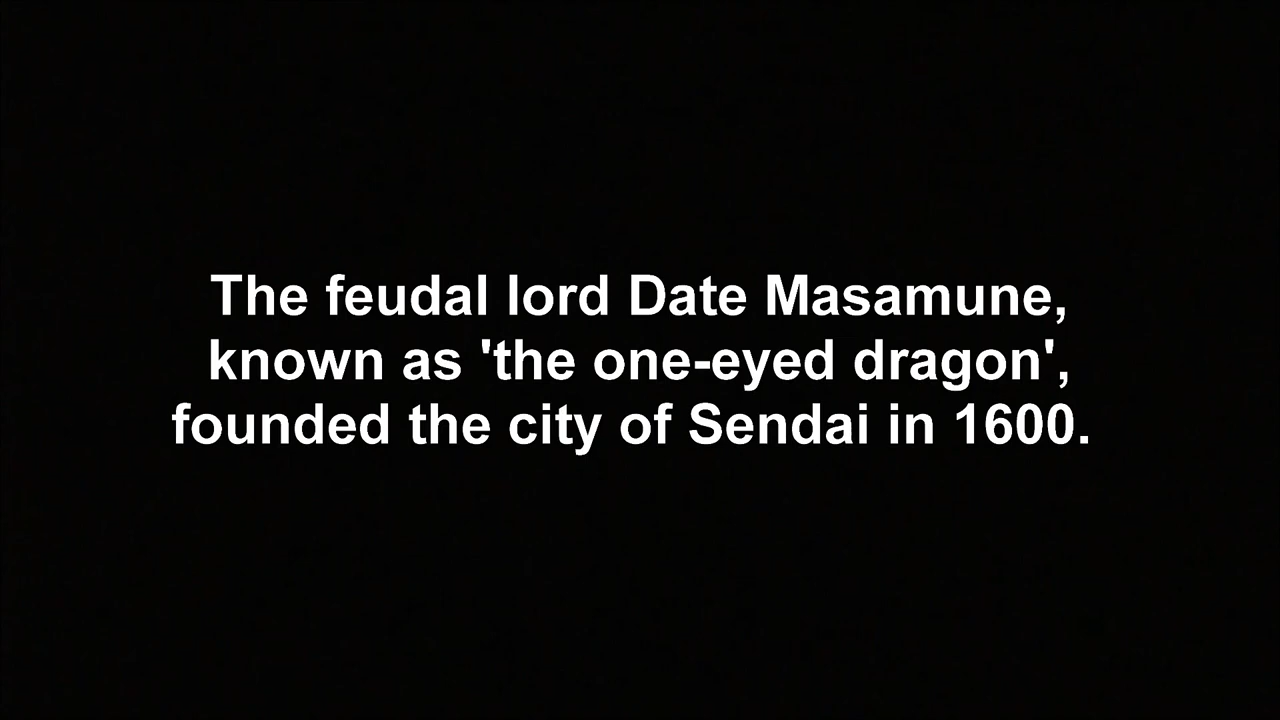 The feudal lord Date Masamune,
known as 'the one-eyed dragon',
founded the city of Sendai in 1600.